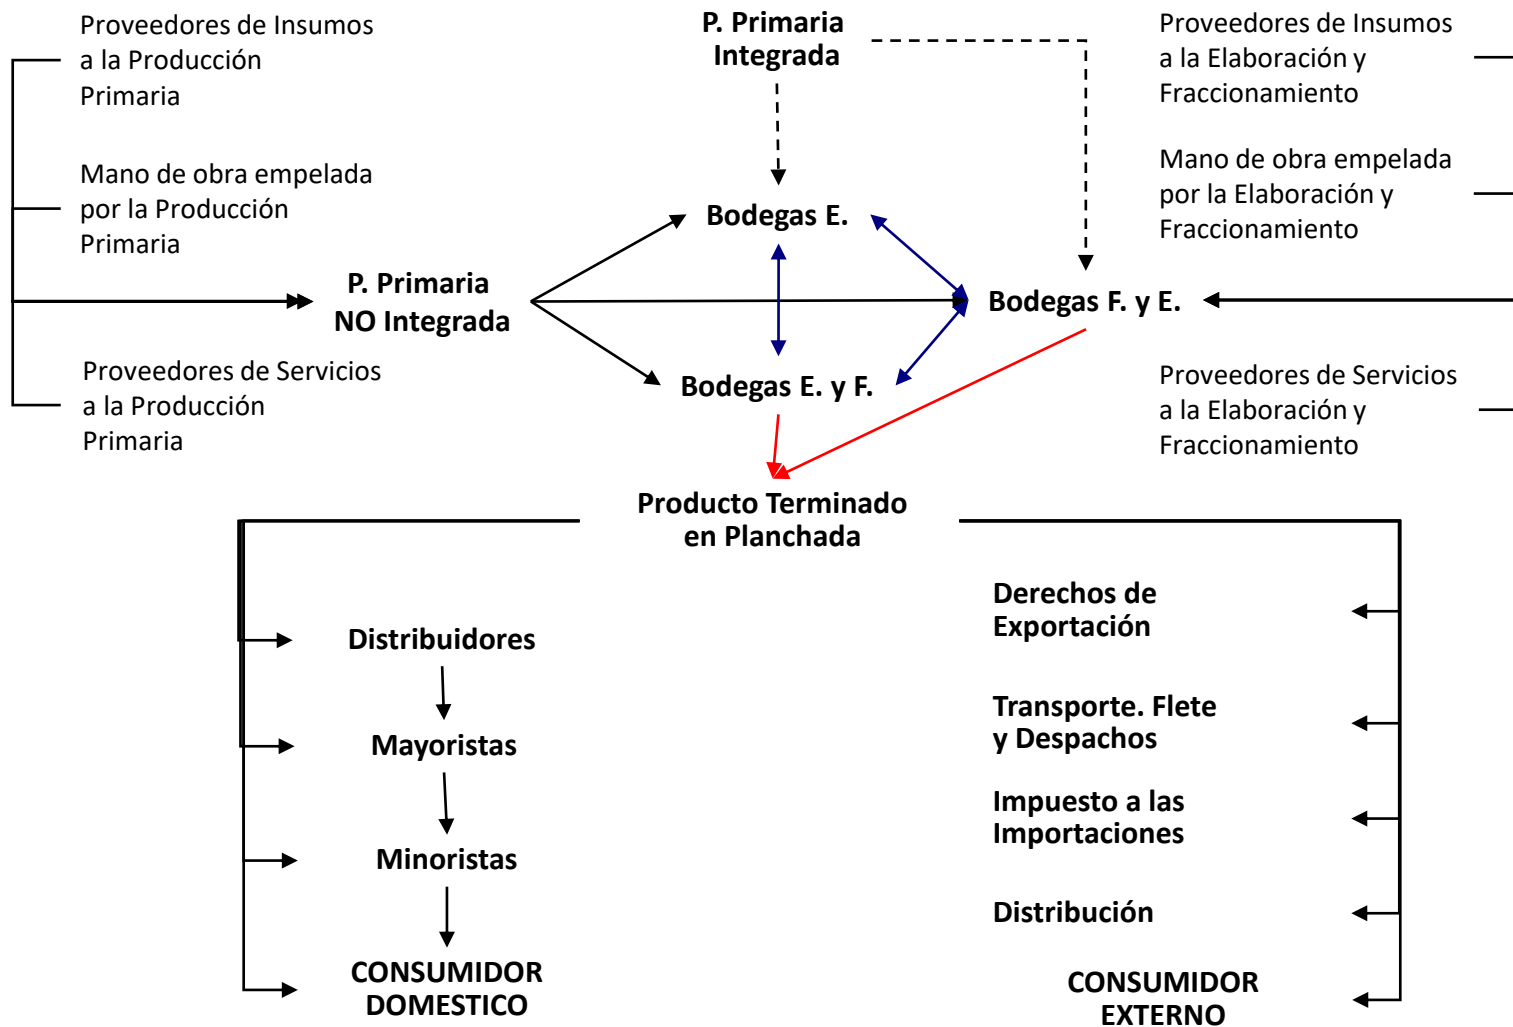 Proveedores de Insumos
a la Producción
Primaria
P. Primaria
Integrada
Proveedores de Insumos
a la Elaboración y
Fraccionamiento
Mano de obra empelada
por la Producción
Primaria
Mano de obra empelada
por la Elaboración y
Fraccionamiento
Bodegas E.
P. Primaria
NO Integrada
Bodegas F. y E.
Proveedores de Servicios
a la Producción
Primaria
Bodegas E. y F.
Proveedores de Servicios
a la Elaboración y
Fraccionamiento
Producto Terminado
en Planchada
Distribuidores
Mayoristas
Minoristas
CONSUMIDOR
DOMESTICO
Derechos de
Exportación
Transporte. Flete
y Despachos
Impuesto a las
Importaciones
Distribución
CONSUMIDOR
EXTERNO